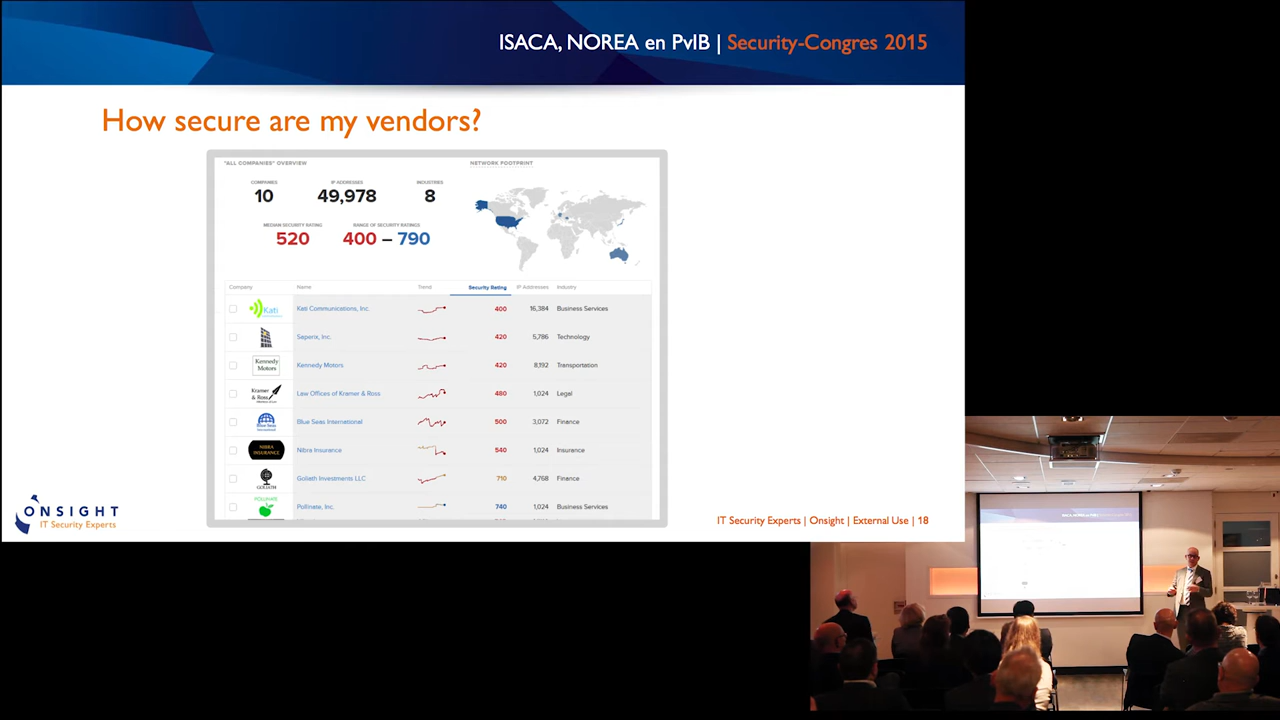 ISACA, NOREA en PvIB | Security-Congres 2015
How secure are my vendors?
"ALL COMPANIES" OVERVIEW
NETWORK FOOTPRINT
COMPANIES IP ADDRESSES INDUSTRIES
10 49,978 8
MEDIAN SECURITY RATING RANGE OF SECURITY RATINGS
520 400 – 790
Company Name Trend Security Rating IP Addresses Industry
Kati Kati Communications, Inc. 400 16,384 Business Services
Saperix, Inc. 420 5,786 Technology
Kennedy Motors Kennedy Motors 420 8,192 Transportation
Kramer & Ross Law Offices of Kramer & Ross 480 1,024 Legal
Blue Seas International Blue Seas International 500 3,072 Finance
NIBRA INSURANCE Nibra Insurance 540 1,024 Insurance
GOLIATH Goliath Investments LLC 710 4,768 Finance
POLLINATE Pollinate, Inc. 740 1,024 Business Services
ONSIGHT
IT Security Experts
IT Security Experts | Onsight | External Use | 18